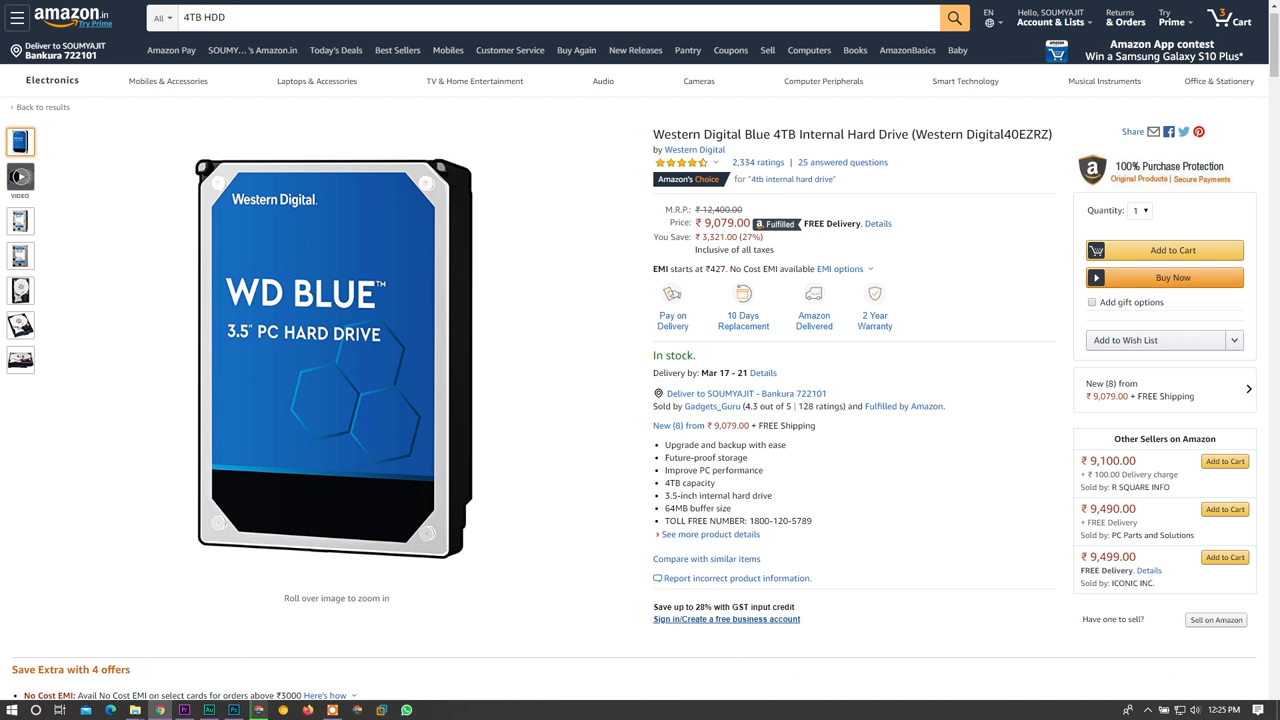 amazon.in
Try Prime
All
4TB HDD
EN
Hello, SOUMYAJIT
Account & Lists
Returns
& Orders
Try
Prime
3
Cart
Deliver to SOUMYAJIT
Bankura 722101
Amazon Pay
SOUMY...'s Amazon.in
Today's Deals
Best Sellers
Mobiles
Customer Service
Buy Again
New Releases
Pantry
Coupons
Sell
Computers
Books
AmazonBasics
Baby
Amazon App contest
Win a Samsung Galaxy S10 Plus*
Electronics
Mobiles & Accessories
Laptops & Accessories
TV & Home Entertainment
Audio
Cameras
Computer Peripherals
Smart Technology
Musical Instruments
Office & Stationery
‹ Back to results
VIDEO
Western Digital.
WD BLUE™
3.5" PC HARD DRIVE
Roll over image to zoom in
Western Digital Blue 4TB Internal Hard Drive (Western Digital40EZRZ)
by Western Digital
2,334 ratings | 25 answered questions
Amazon's Choice for "4tb internal hard drive"
M.R.P.: ₹ 12,400.00
Price: ₹ 9,079.00 a Fulfilled FREE Delivery. Details
You Save: ₹ 3,321.00 (27%)
Inclusive of all taxes
EMI starts at ₹427. No Cost EMI available EMI options
Pay on
Delivery
10 Days
Replacement
Amazon
Delivered
2 Year
Warranty
In stock.
Delivery by: Mar 17 - 21 Details
Deliver to SOUMYAJIT - Bankura 722101
Sold by Gadgets_Guru (4.3 out of 5 | 128 ratings) and Fulfilled by Amazon.
New (8) from ₹ 9,079.00 + FREE Shipping
• Upgrade and backup with ease
• Future-proof storage
• Improve PC performance
• 4TB capacity
• 3.5-inch internal hard drive
• 64MB buffer size
• TOLL FREE NUMBER: 1800-120-5789
› See more product details
Compare with similar items
Report incorrect product information.
Save up to 28% with GST input credit
Sign in/Create a free business account
Share
100% Purchase Protection
Original Products | Secure Payments
Quantity: 1
Add to Cart
Buy Now
Add gift options
Add to Wish List
New (8) from
₹ 9,079.00 + FREE Shipping
Other Sellers on Amazon
₹ 9,100.00
Add to Cart
+ ₹ 100.00 Delivery charge
Sold by: R SQUARE INFO
₹ 9,490.00
Add to Cart
+ FREE Delivery
Sold by: PC Parts and Solutions
₹ 9,499.00
Add to Cart
FREE Delivery. Details
Sold by: ICONIC INC.
Have one to sell?
Sell on Amazon
Save Extra with 4 offers
• No Cost EMI: Avail No Cost EMI on select cards for orders above ₹3000 Here's how
Pr
Au
Ps
12:25 PM